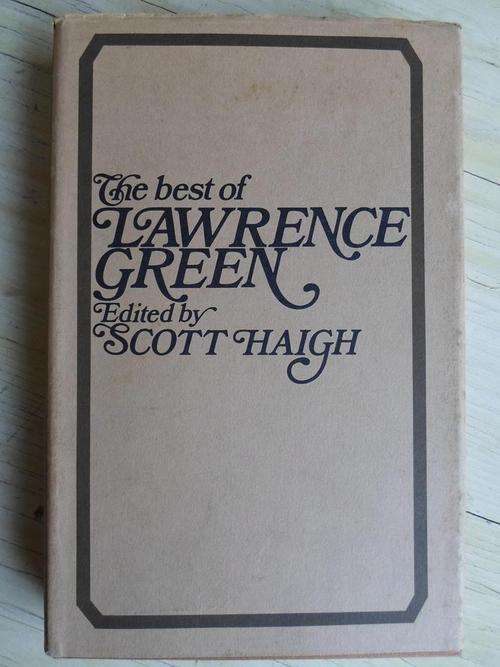 The best of
LAWRENCE
GREEN
Edited by
SCOTT HAIGH